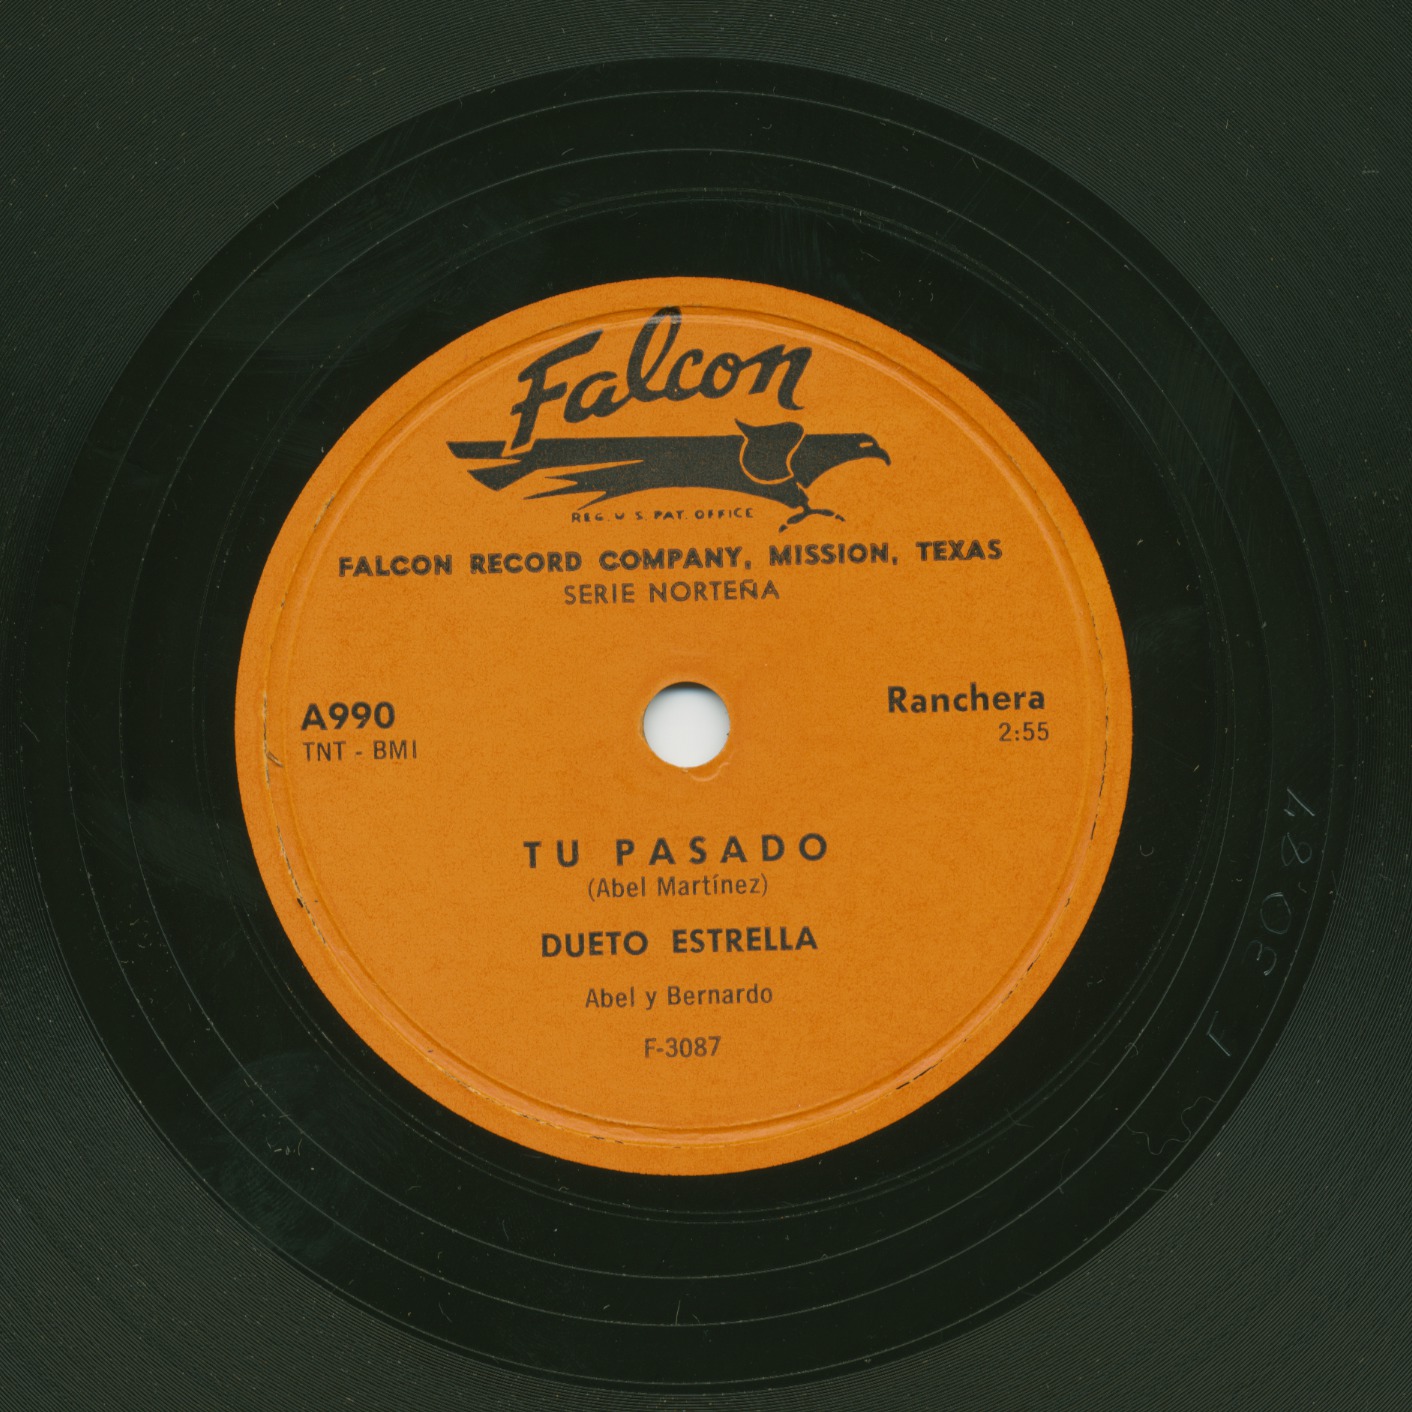 Falcon
REG. U.S. PAT. OFFICE
FALCON RECORD COMPANY, MISSION, TEXAS
SERIE NORTEÑA
A990
TNT - BMI
Ranchera
2:55
TU PASADO
(Abel Martínez)
DUETO ESTRELLA
Abel y Bernardo
F-3087
F 3087